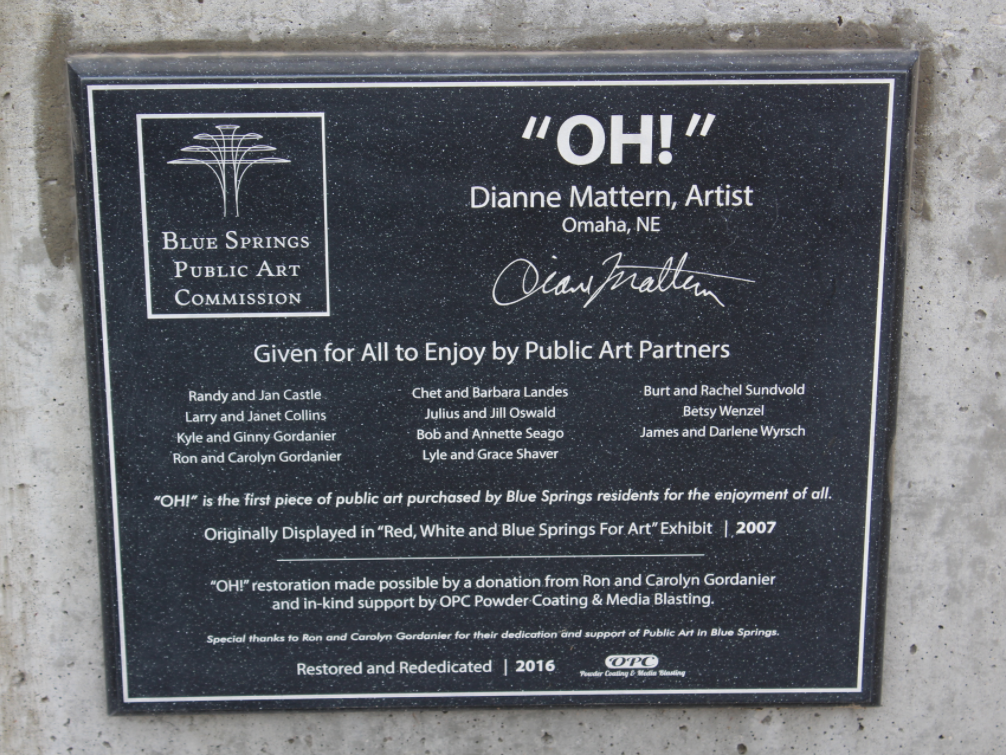 BLUE SPRINGS
PUBLIC ART
COMMISSION
“OH!”
Dianne Mattern, Artist
Omaha, NE
Diane Mattern
Given for All to Enjoy by Public Art Partners
Randy and Jan Castle
Larry and Janet Collins
Kyle and Ginny Gordanier
Ron and Carolyn Gordanier
Chet and Barbara Landes
Julius and Jill Oswald
Bob and Annette Seago
Lyle and Grace Shaver
Burt and Rachel Sundvold
Betsy Wenzel
James and Darlene Wyrsch
“OH!” is the first piece of public art purchased by Blue Springs residents for the enjoyment of all.
Originally Displayed in “Red, White and Blue Springs For Art” Exhibit | 2007
“OH!” restoration made possible by a donation from Ron and Carolyn Gordanier
and in-kind support by OPC Powder Coating & Media Blasting.
Special thanks to Ron and Carolyn Gordanier for their dedication and support of Public Art in Blue Springs.
Restored and Rededicated | 2016
OPC
Powder Coating & Media Blasting